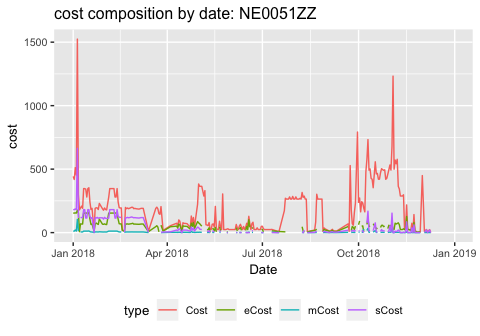 cost composition by date: NE0051ZZ
1500
1000
500
0
cost
Jan 2018
Apr 2018
Jul 2018
Oct 2018
Jan 2019
Date
type Cost eCost mCost sCost